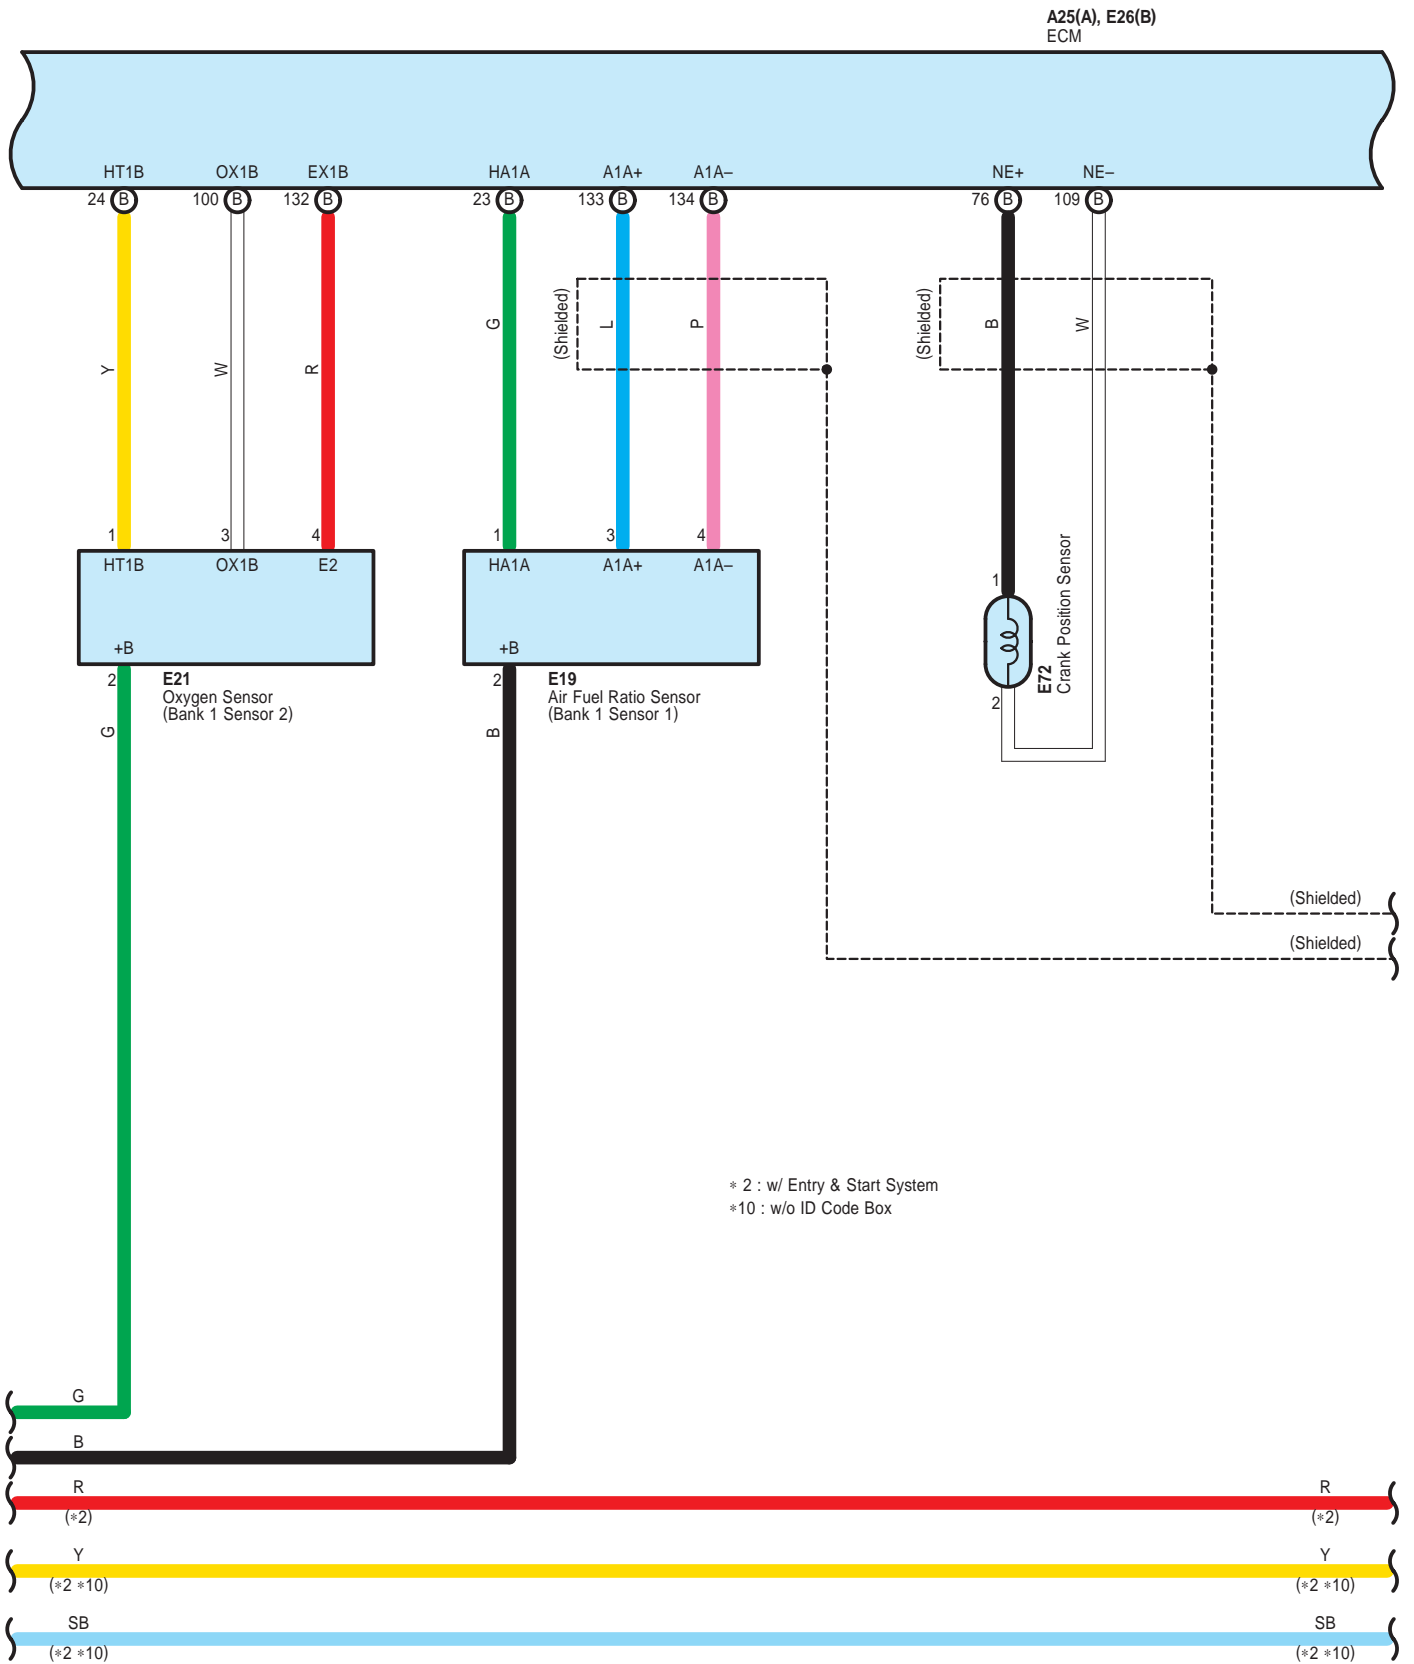 A25(A), E26(B)
ECM
HT1B OX1B EX1B HA1A A1A+ A1A– NE+ NE–
24 B 100 B 132 B 23 B 133 B 134 B 76 B 109 B
(Shielded)
(Shielded)
Y W R G L P B W
1 3 4 1 3 4
HT1B OX1B E2 HA1A A1A+ A1A–
+B +B
1
2
E72
Crank Position Sensor
2 E21
Oxygen Sensor
(Bank 1 Sensor 2)
G
2 E19
Air Fuel Ratio Sensor
(Bank 1 Sensor 1)
B
(Shielded)
(Shielded)
* 2 : w/ Entry & Start System
*10 : w/o ID Code Box
G
B
R R
(*2) (*2)
Y Y
(*2 *10) (*2 *10)
SB SB
(*2 *10) (*2 *10)